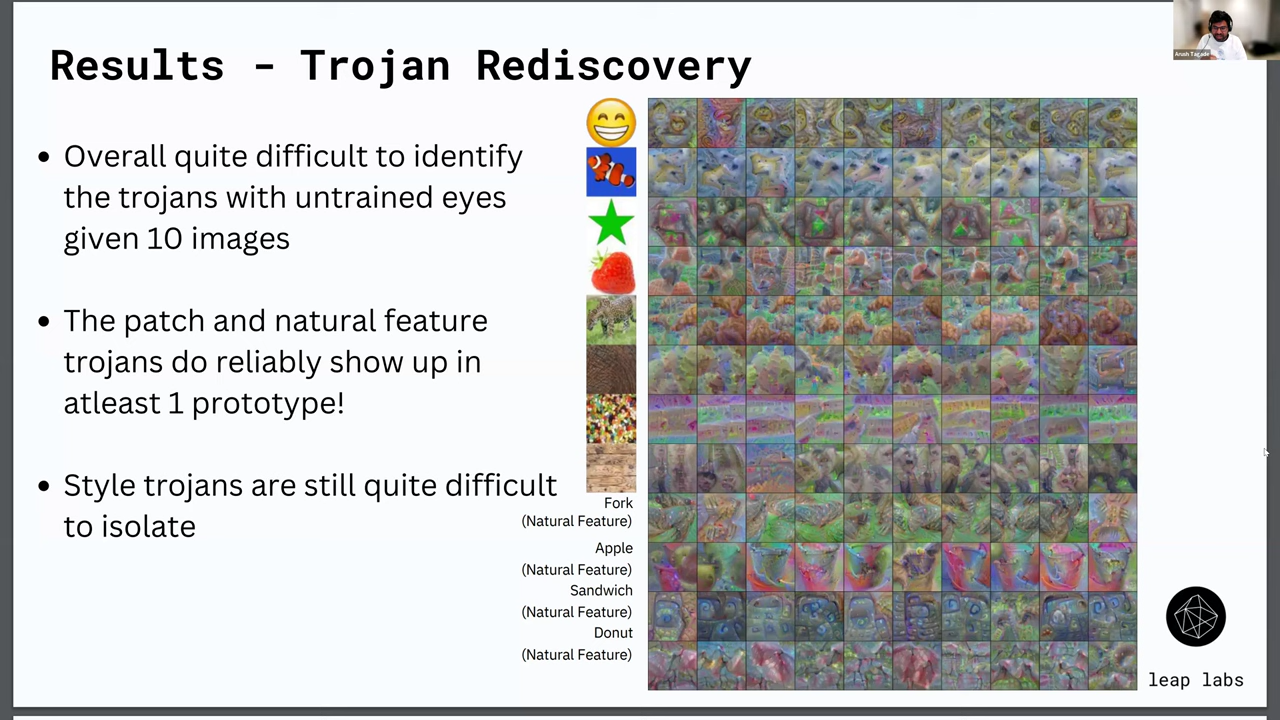 Results - Trojan Rediscovery
Arush Tagade
• Overall quite difficult to identify
the trojans with untrained eyes
given 10 images
• The patch and natural feature
trojans do reliably show up in
atleast 1 prototype!
• Style trojans are still quite difficult
to isolate
Fork
(Natural Feature)
Apple
(Natural Feature)
Sandwich
(Natural Feature)
Donut
(Natural Feature)
leap labs